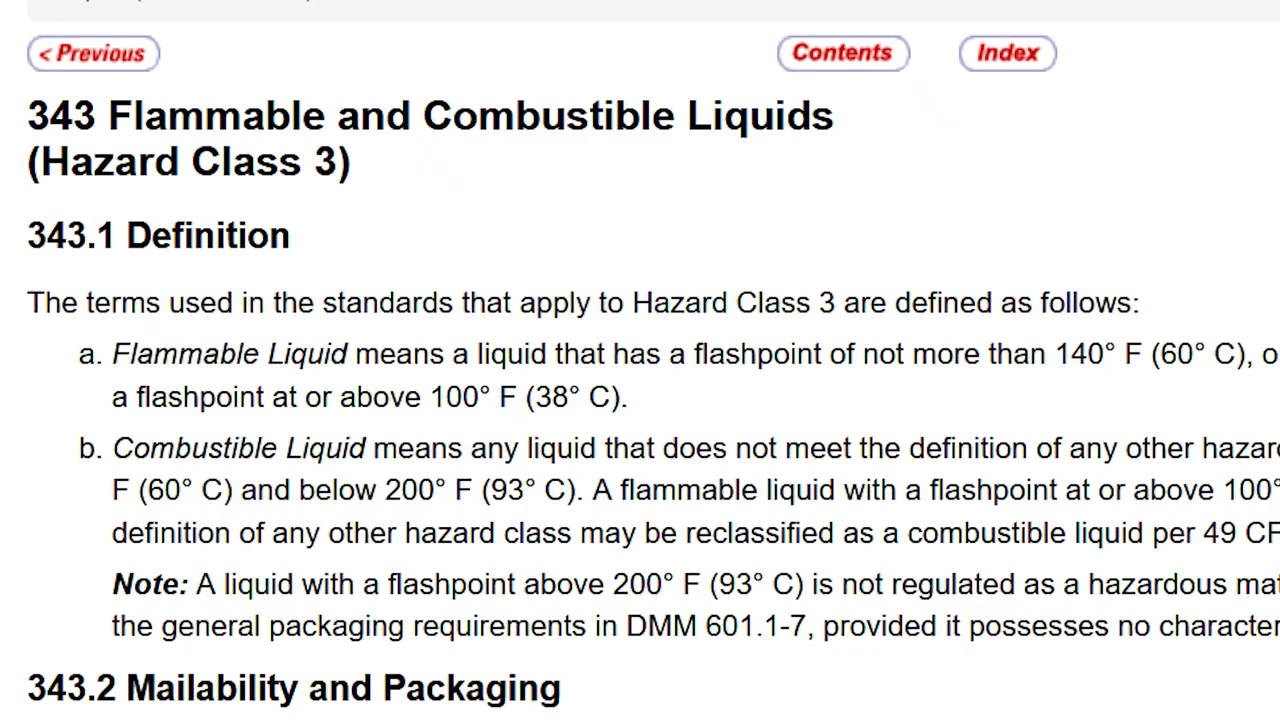 < Previous
Contents
Index
343 Flammable and Combustible Liquids
(Hazard Class 3)
343.1 Definition
The terms used in the standards that apply to Hazard Class 3 are defined as follows:
a. Flammable Liquid means a liquid that has a flashpoint of not more than 140° F (60° C),
a flashpoint at or above 100° F (38° C).
b. Combustible Liquid means any liquid that does not meet the definition of any other
F (60° C) and below 200° F (93° C). A flammable liquid with a flashpoint at or above 100°
definition of any other hazard class may be reclassified as a combustible liquid per 49
Note: A liquid with a flashpoint above 200° F (93° C) is not regulated as a hazardous
the general packaging requirements in DMM 601.1-7, provided it possesses no
343.2 Mailability and Packaging